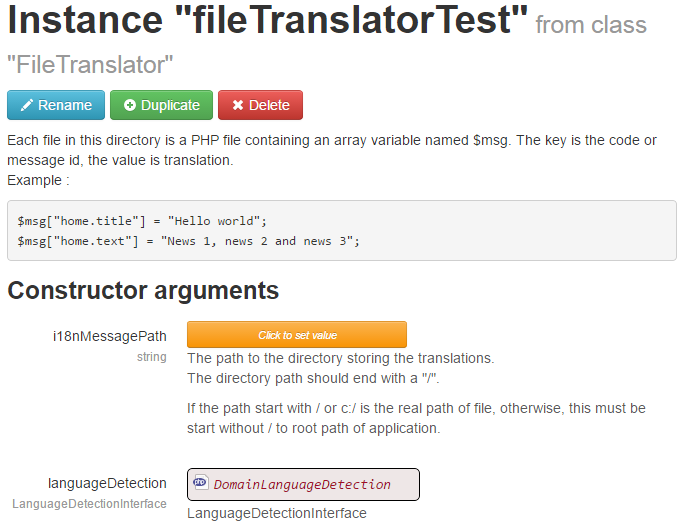 Instance "fileTranslatorTest" from class
"FileTranslator"
Rename Duplicate Delete
Each file in this directory is a PHP file containing an array variable named $msg. The key is the code or
message id, the value is translation.
Example :
$msg["home.title"] = "Hello world";
$msg["home.text"] = "News 1, news 2 and news 3";
Constructor arguments
i18nMessagePath
string
Click to set value
The path to the directory storing the translations.
The directory path should end with a "/".
If the path start with / or c:/ is the real path of file, otherwise, this must be
start without / to root path of application.
languageDetection
LanguageDetectionInterface
php DomainLanguageDetection
LanguageDetectionInterface